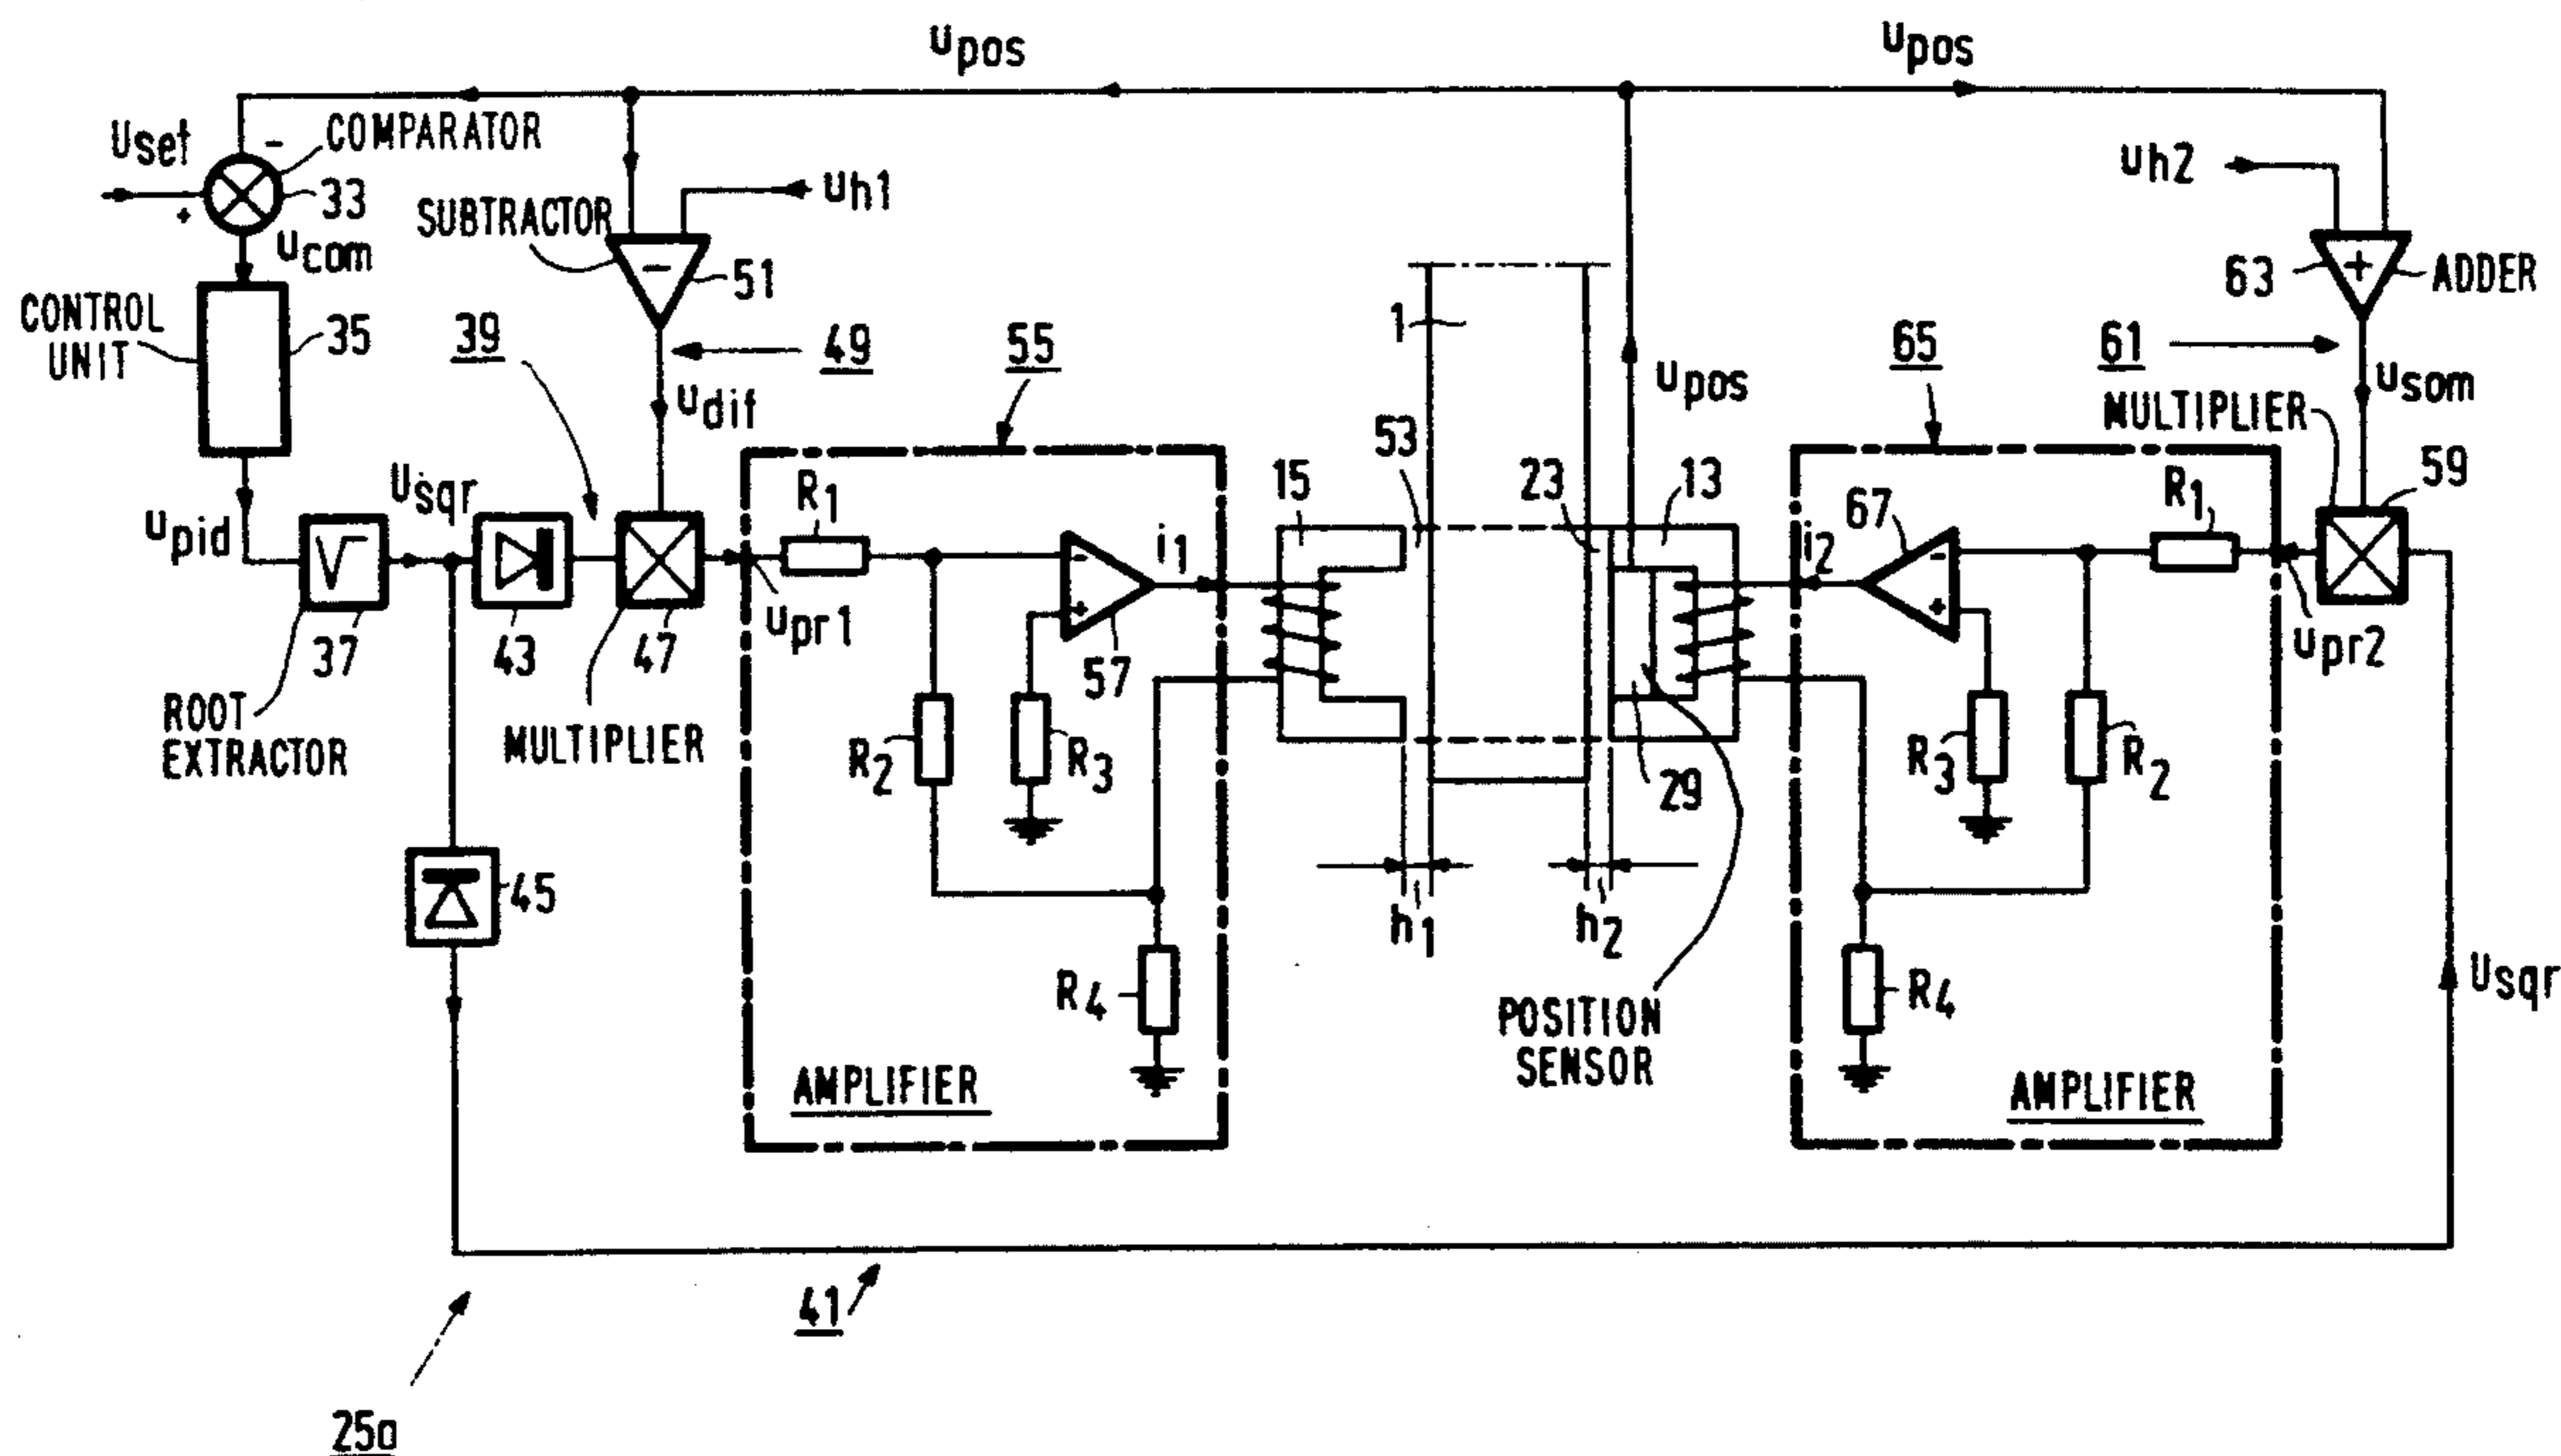 upos
upos
Uset
-
COMPARATOR
33
+
ucom
SUBTRACTOR
uh1
-
51
uh2
63
+
ADDER
CONTROL
UNIT
35
39
49
55
1
upos
65
61
udif
usom
MULTIPLIER
59
upid
Usqr
R1
i1
15
53
23
13
i2
67
R1
-
+
-
+
37
43
47
upr1
57
upr2
ROOT
EXTRACTOR
MULTIPLIER
R2
R3
29
R3
R2
45
h1
h2
R4
POSITION
SENSOR
R4
Usqr
AMPLIFIER
AMPLIFIER
41
25a